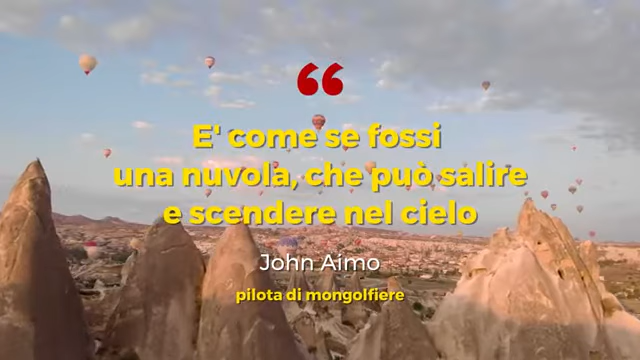 “
E' come se fossi
una nuvola, che può salire
e scendere nel cielo
”
John Aimo
pilota di mongolfiere